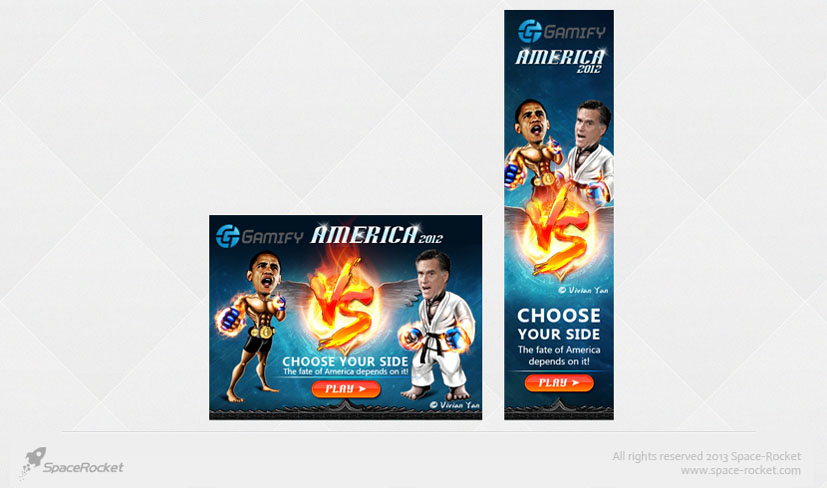 GAMIFY AMERICA 2012
VS
CHOOSE YOUR SIDE
The fate of America depends on it!
PLAY
© Vivian Yan
GAMIFY
AMERICA
2012
VS
© Vivian Yan
CHOOSE
YOUR SIDE
The fate of America
depends on it!
PLAY
SpaceRocket
All rights reserved 2013 Space-Rocket
www.space-rocket.com